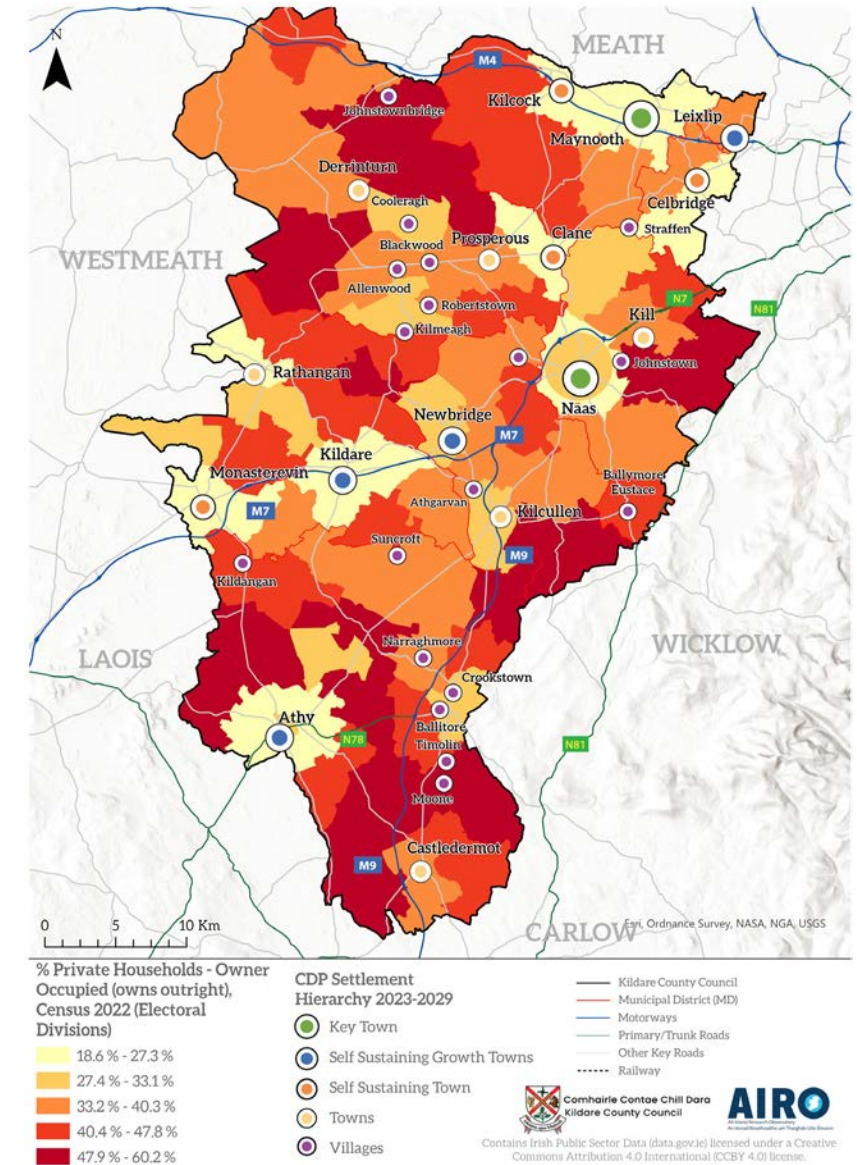 N
MEATH
M4
Kilcock
Johnstownbridge
Leixlip
Maynooth
Derrinturn
Celbridge
Cooleragh
Straffen
Blackwood
Prosperous
Clane
WESTMEATH
Allenwood
N7
Robertstown
Kill
N81
Kilmeagh
Johnstown
Rathangan
Naas
Newbridge
M7
Kildare
Monasterevin
Ballymore
Eustace
Athgarvan
M7
Kilcullen
Suncroft
M9
Kildangan
Narraghmore
WICKLOW
LAOIS
Crookstown
Athy
Ballitore
N78
Timolin
N81
Moone
Castledermot
M9
0 5 10 Km
CARLOW
Esri, Ordnance Survey, NASA, NGA, USGS
% Private Households - Owner
Occupied (owns outright),
Census 2022 (Electoral
Divisions)
18.6 % - 27.3 %
27.4 % - 33.1 %
33.2 % - 40.3 %
40.4 % - 47.8 %
47.9 % - 60.2 %
CDP Settlement
Hierarchy 2023-2029
Key Town
Self Sustaining Growth Towns
Self Sustaining Town
Towns
Villages
Kildare County Council
Municipal District (MD)
Motorways
Primary/Trunk Roads
Other Key Roads
Railway
Comhairle Contae Chill Dara
Kildare County Council
AIRO
All-Island Research Observatory
Contains Irish Public Sector Data (data.gov.ie) licensed under a Creative
Commons Attribution 4.0 International (CCBY 4.0) license.